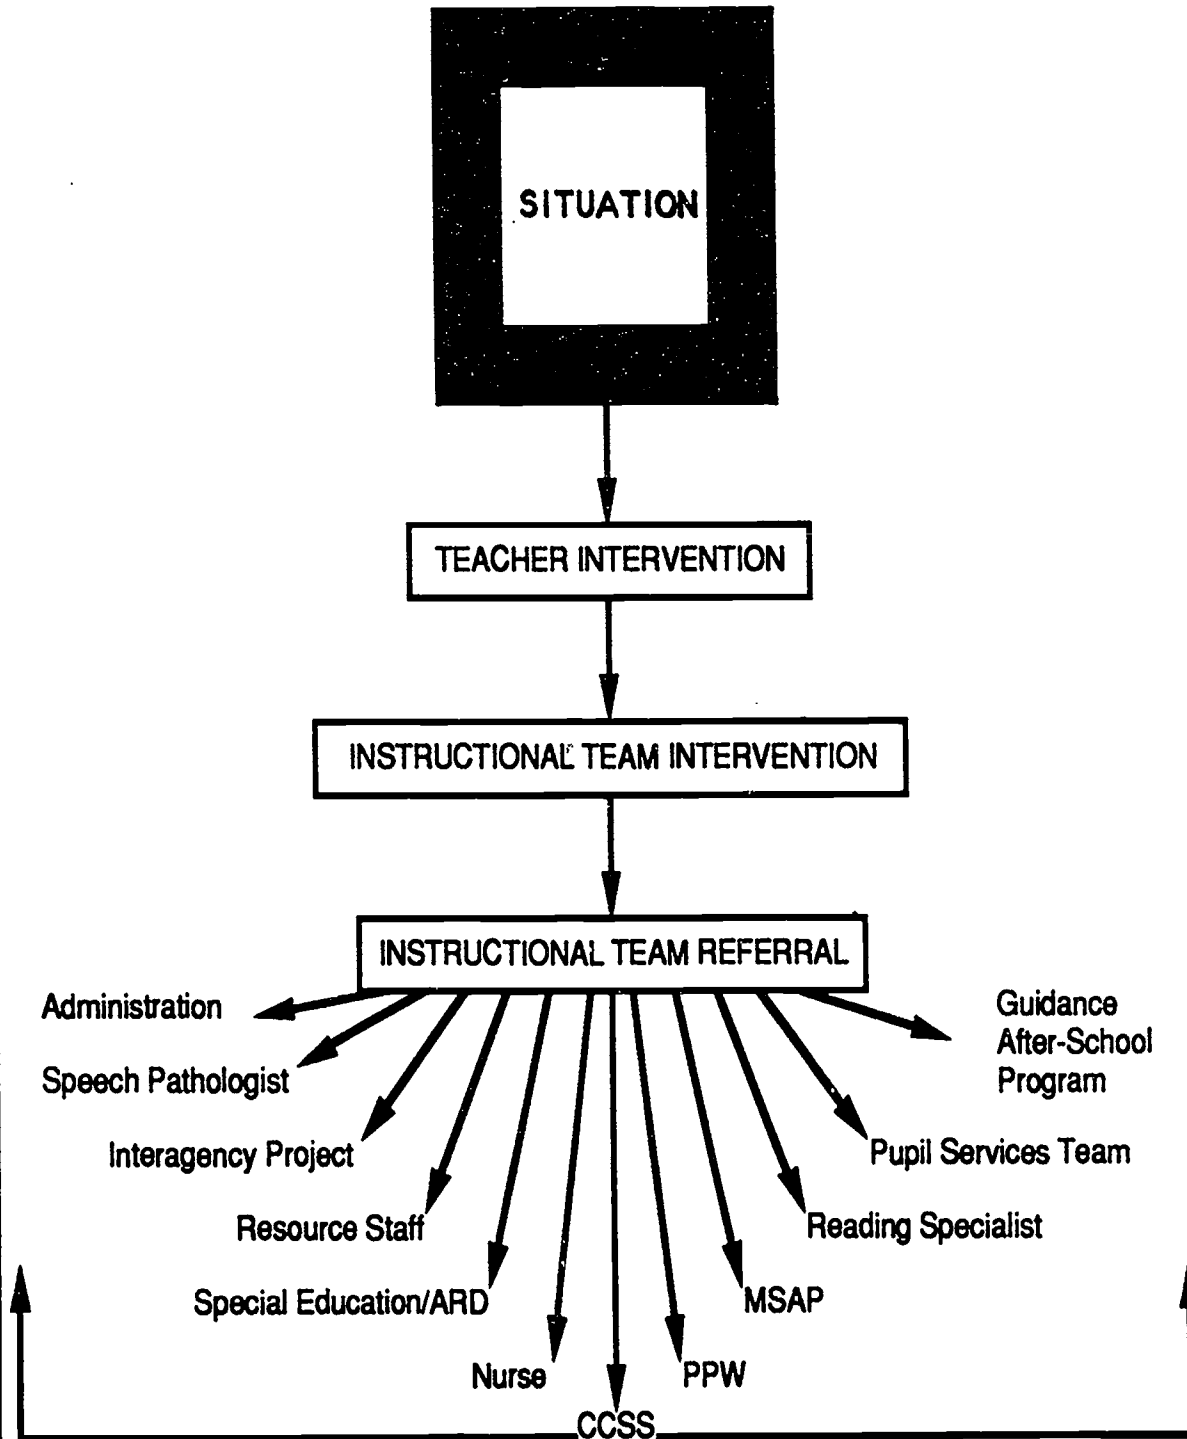 SITUATION
TEACHER INTERVENTION
INSTRUCTIONAL TEAM INTERVENTION
INSTRUCTIONAL TEAM REFERRAL
Administration
Speech Pathologist
Interagency Project
Resource Staff
Special Education/ARD
Nurse
CCSS
PPW
MSAP
Reading Specialist
Pupil Services Team
Guidance
After-School
Program